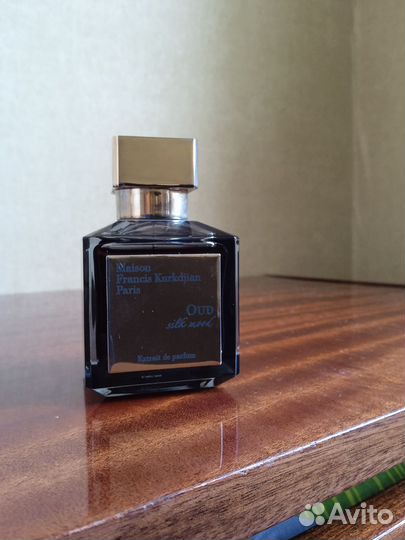 Maison
Francis Kurkdjian
Paris
OUD
silk mood
Extrait de parfum
Avito